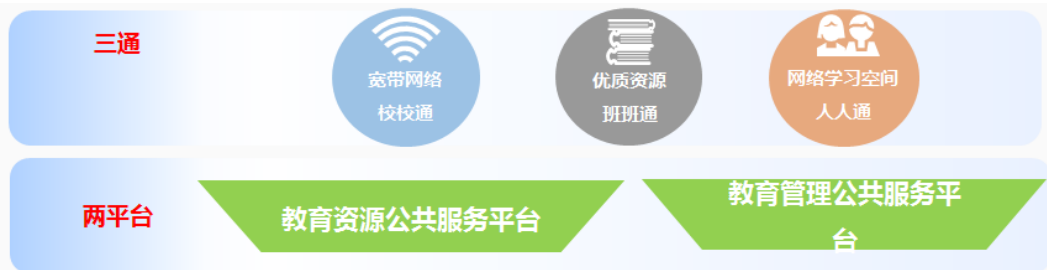 三通
宽带网络
校校通
优质资源
班班通
网络学习空间
人人通
两平台
教育资源公共服务平台
教育管理公共服务平
台